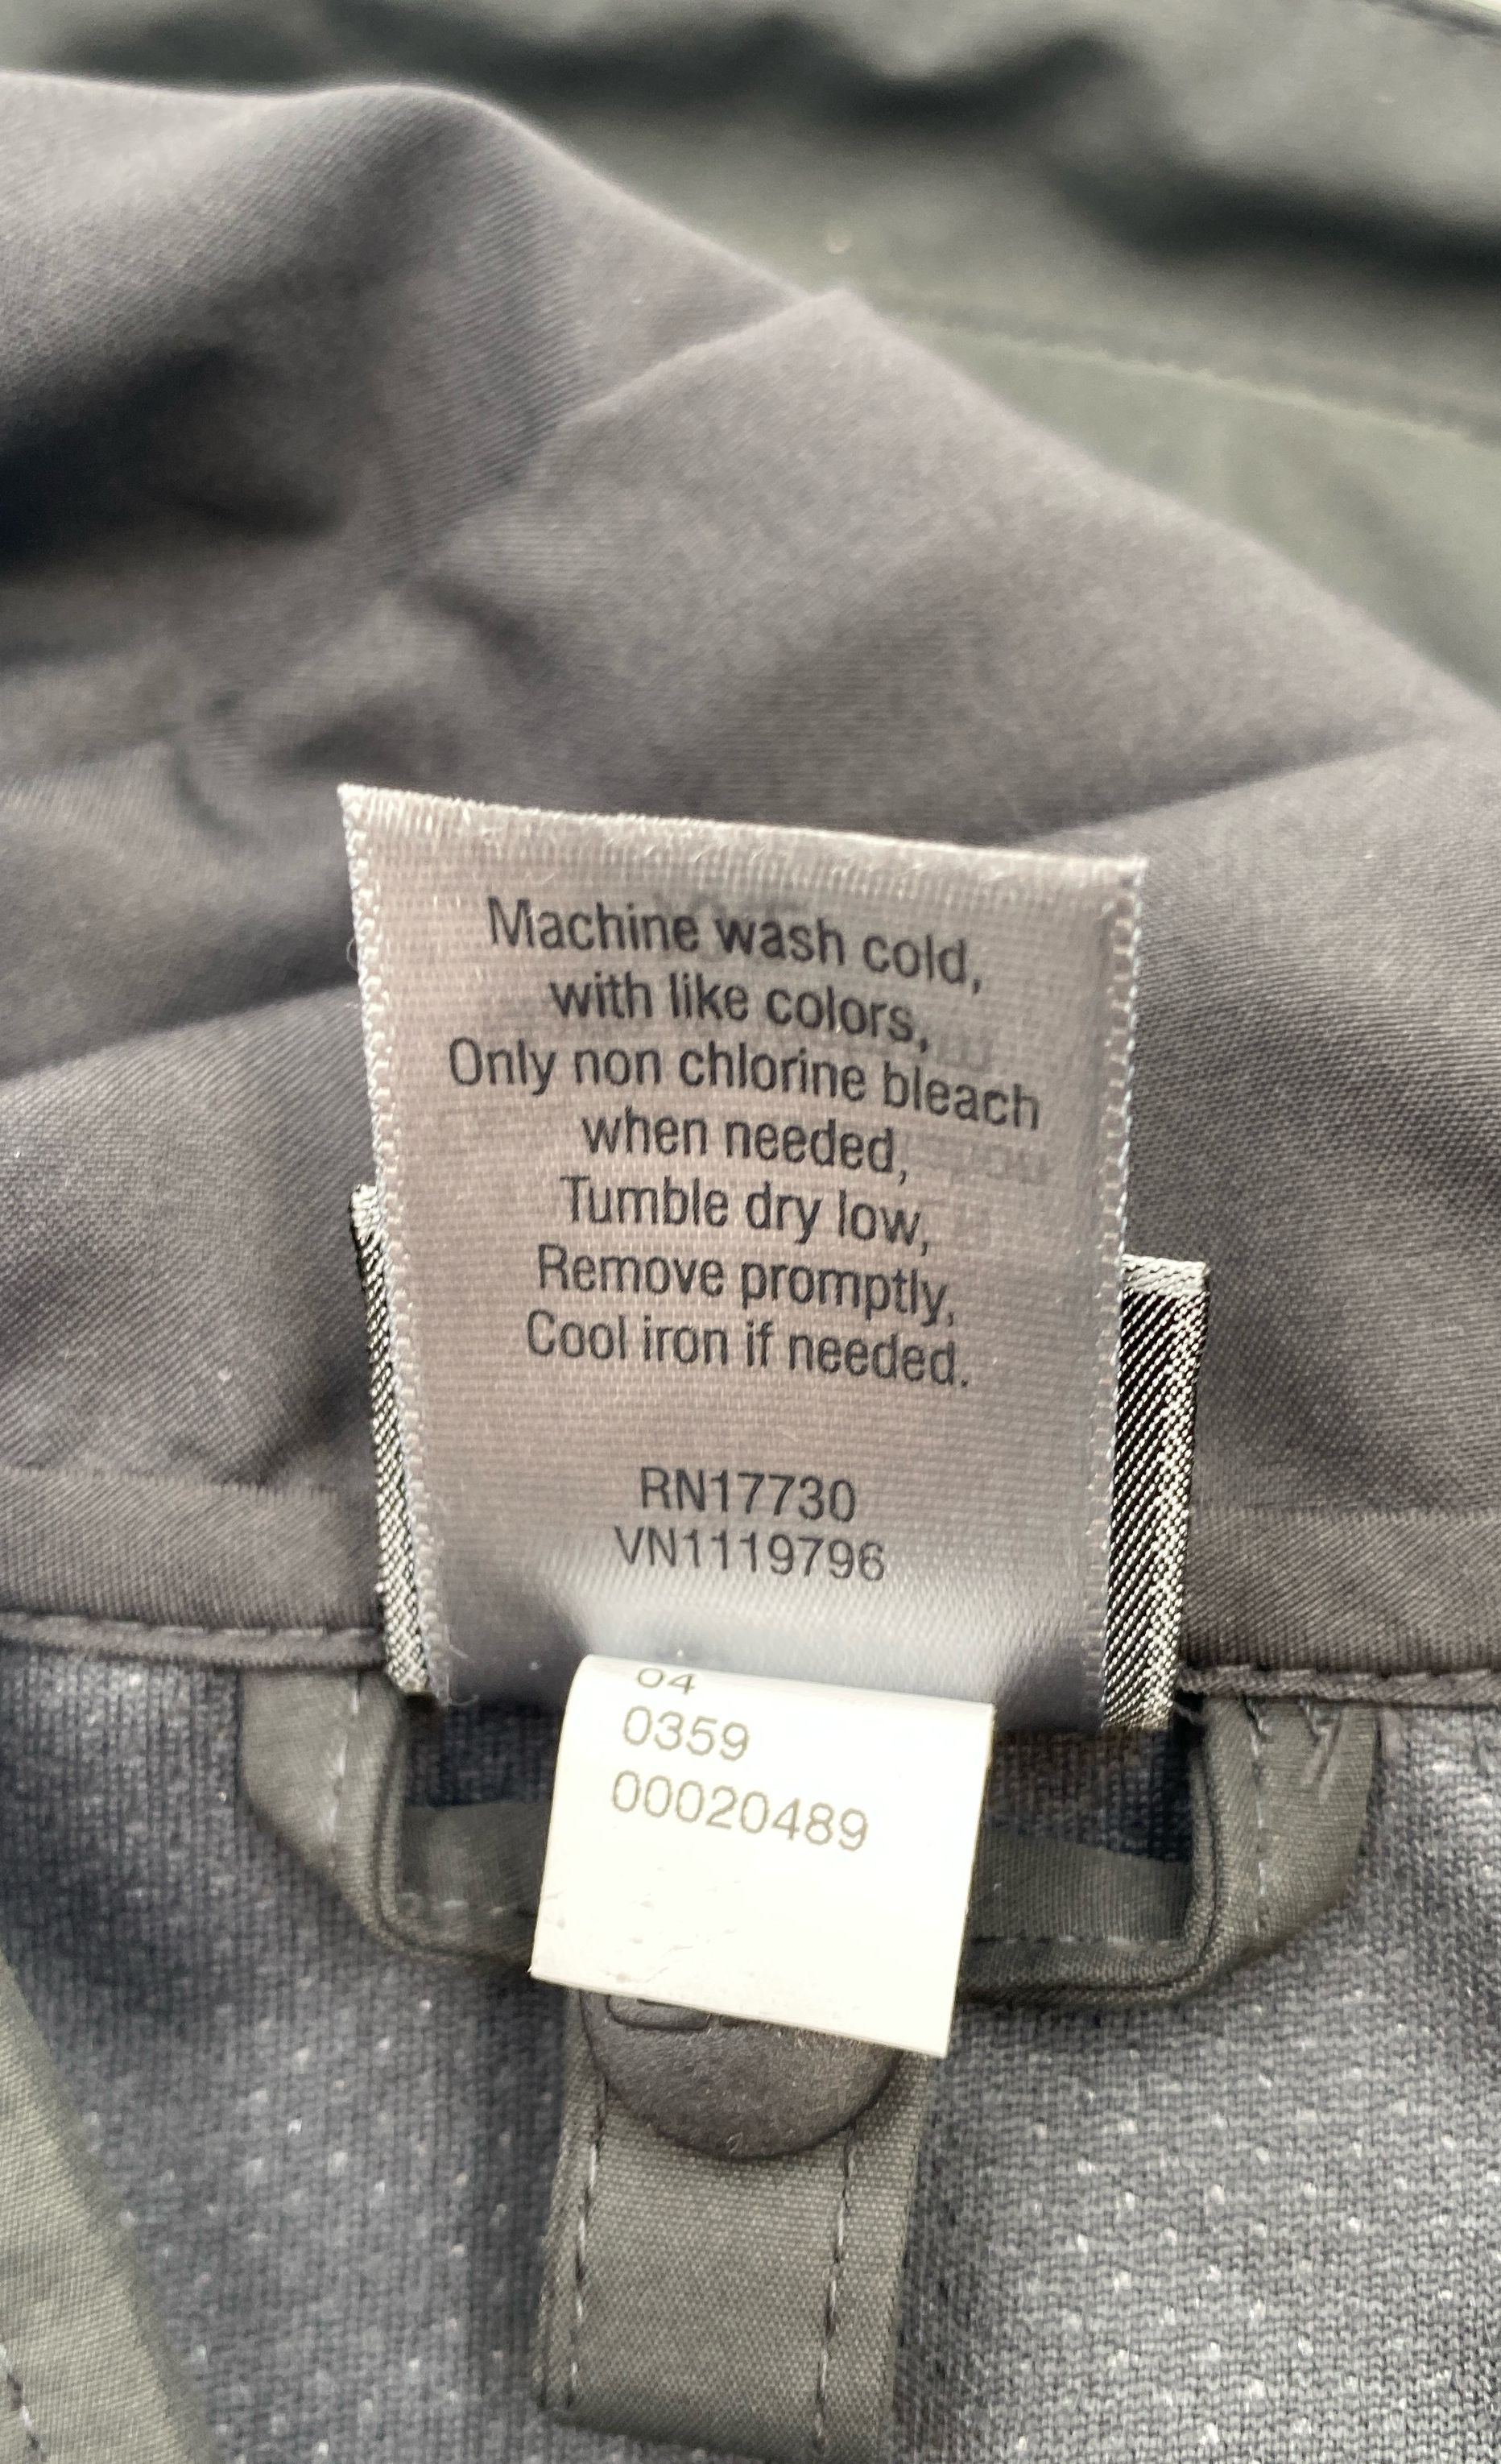 Machine wash cold,
with like colors,
Only non chlorine bleach
when needed,
Tumble dry low,
Remove promptly,
Cool iron if needed.
RN17730
VN1119796
04
0359
00020489